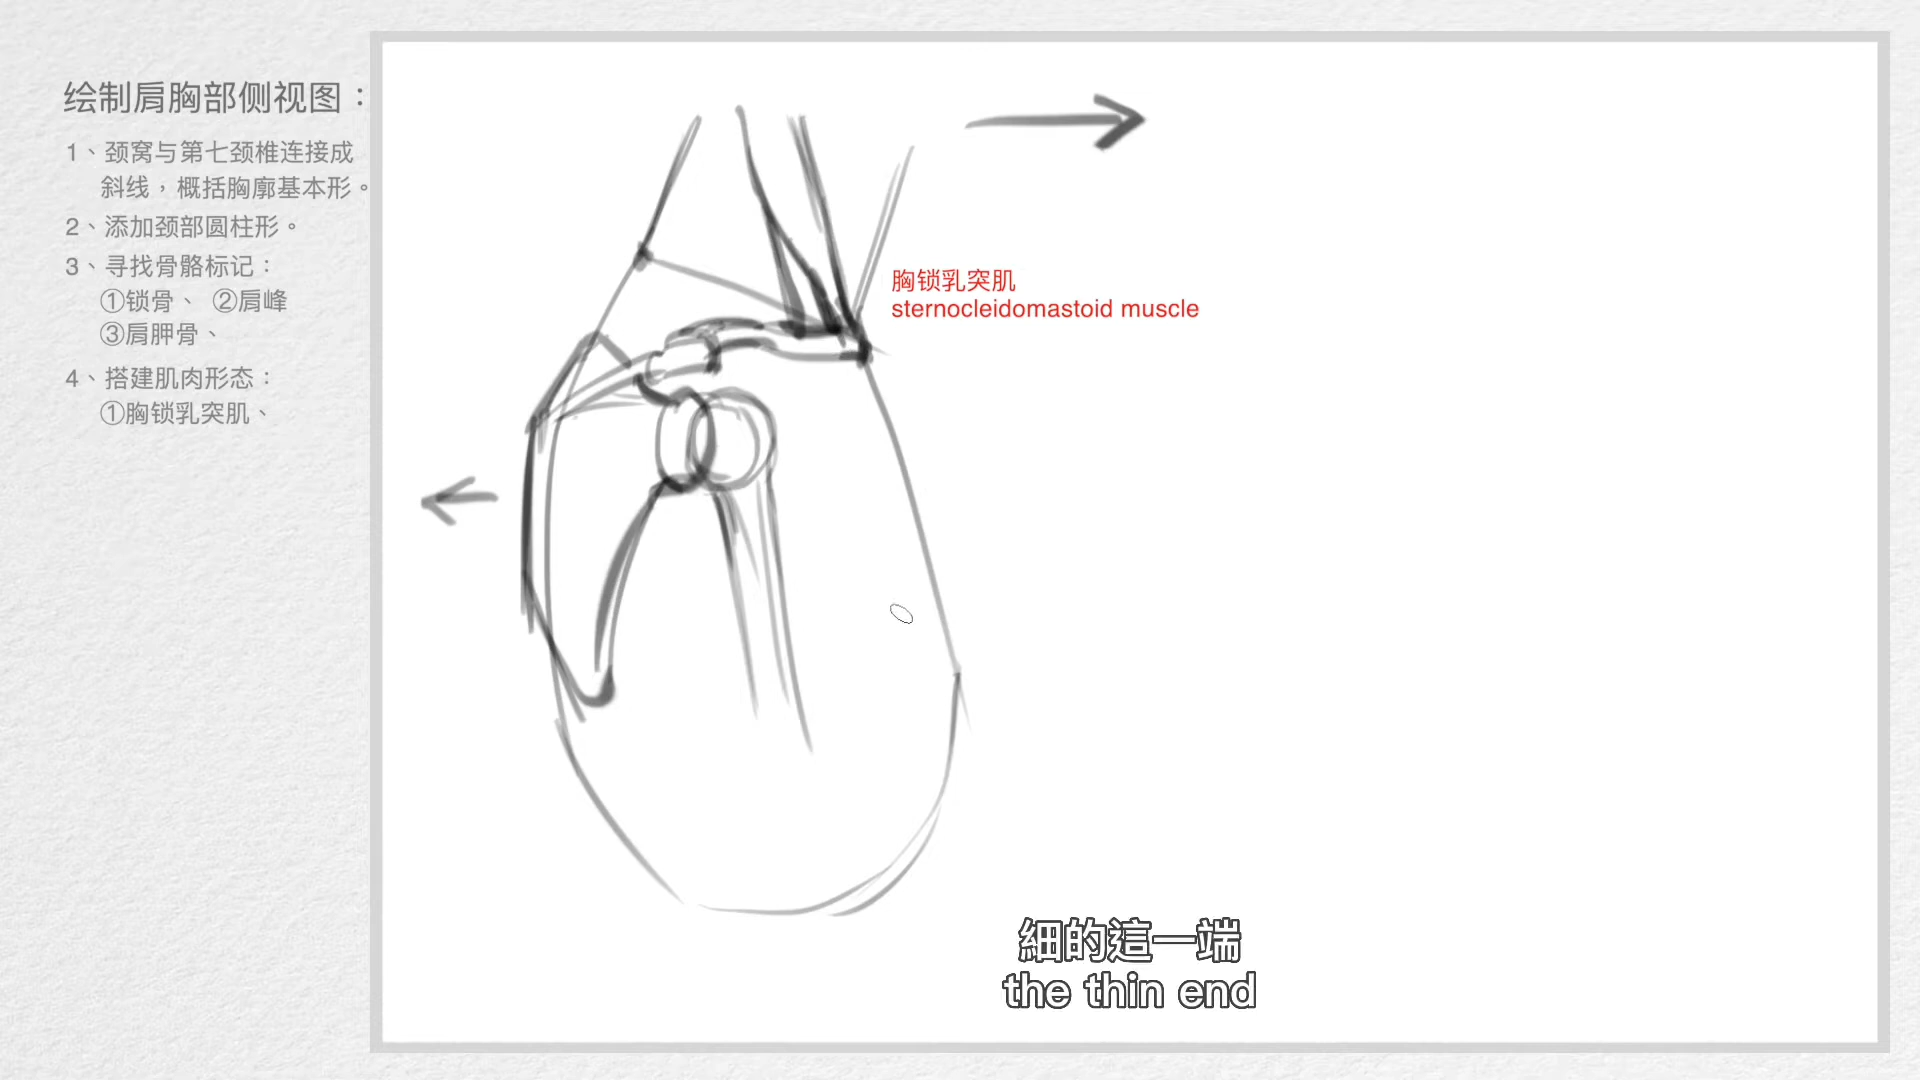 绘制肩胸部侧视图：
1、颈窝与第七颈椎连接成
斜线，概括胸廓基本形。
2、添加颈部圆柱形。
3、寻找骨骼标记：
①锁骨、 ②肩峰
③肩胛骨、
4、搭建肌肉形态：
①胸锁乳突肌、
胸锁乳突肌
sternocleidomastoid muscle
細的這一端
the thin end